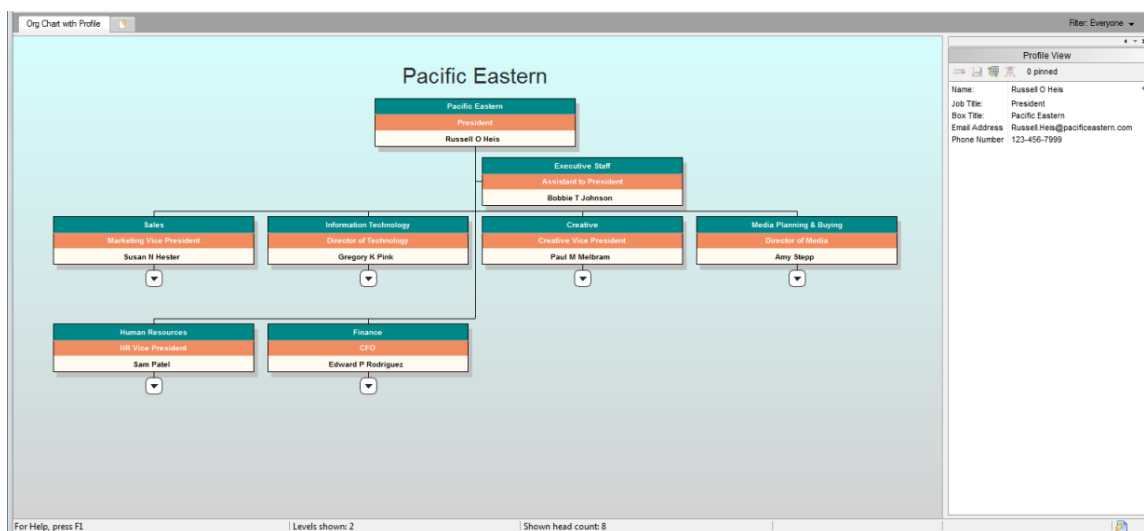 Org Chart with Profile
Filter: Everyone
Profile View
0 pinned
Name: Russell O Heis
Job Title: President
Box Title: Pacific Eastern
Email Address Russell.Heis@pacificeastern.com
Phone Number 123-456-7999
Pacific Eastern
Pacific Eastern
President
Russell O Heis
Executive Staff
Assistant to President
Bobbie T Johnson
Sales
Marketing Vice President
Susan N Hester
Information Technology
Director of Technology
Gregory K Pink
Creative
Creative Vice President
Paul M Melbram
Media Planning & Buying
Director of Media
Amy Stepp
Human Resources
HR Vice President
Sam Patel
Finance
CFO
Edward P Rodriguez
For Help, press F1
Levels shown: 2
Shown head count: 8